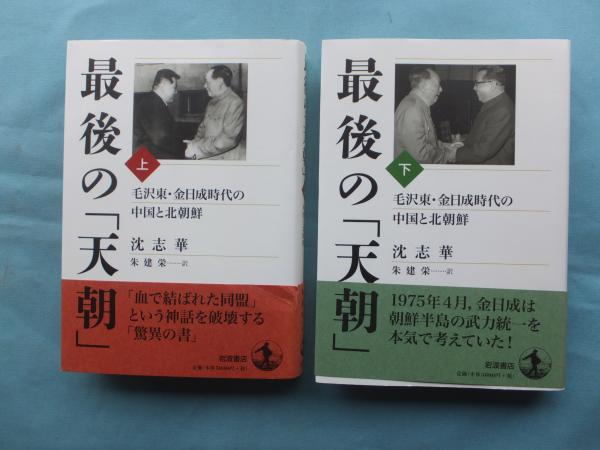 最後の「天朝」
上
毛沢東・金日成時代の
中国と北朝鮮
沈志華
朱建栄……訳
「血で結ばれた同盟」
という神話を破壊する
「驚異の書」
岩波書店
最後の「天朝」
下
毛沢東・金日成時代の
中国と北朝鮮
沈志華
朱建栄……訳
1975年4月,金日成は
朝鮮半島の武力統一を
本気で考えていた!
岩波書店